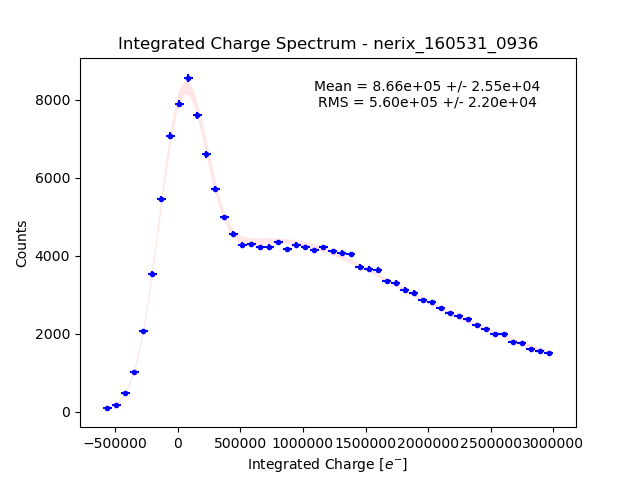 Integrated Charge Spectrum - nerix_160531_0936
Mean = 8.66e+05 +/- 2.55e+04
RMS = 5.60e+05 +/- 2.20e+04
Counts
8000
6000
4000
2000
0
−500000 0 500000 1000000 1500000 2000000 2500000 3000000
Integrated Charge [e⁻]